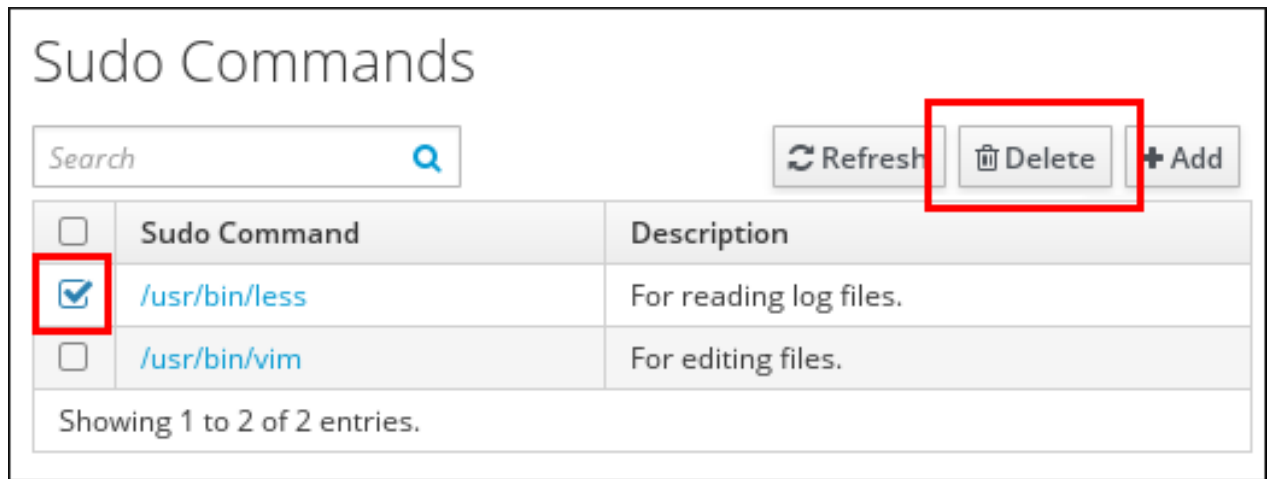 Sudo Commands
Search Refresh Delete Add
Sudo Command Description
/usr/bin/less For reading log files.
/usr/bin/vim For editing files.
Showing 1 to 2 of 2 entries.